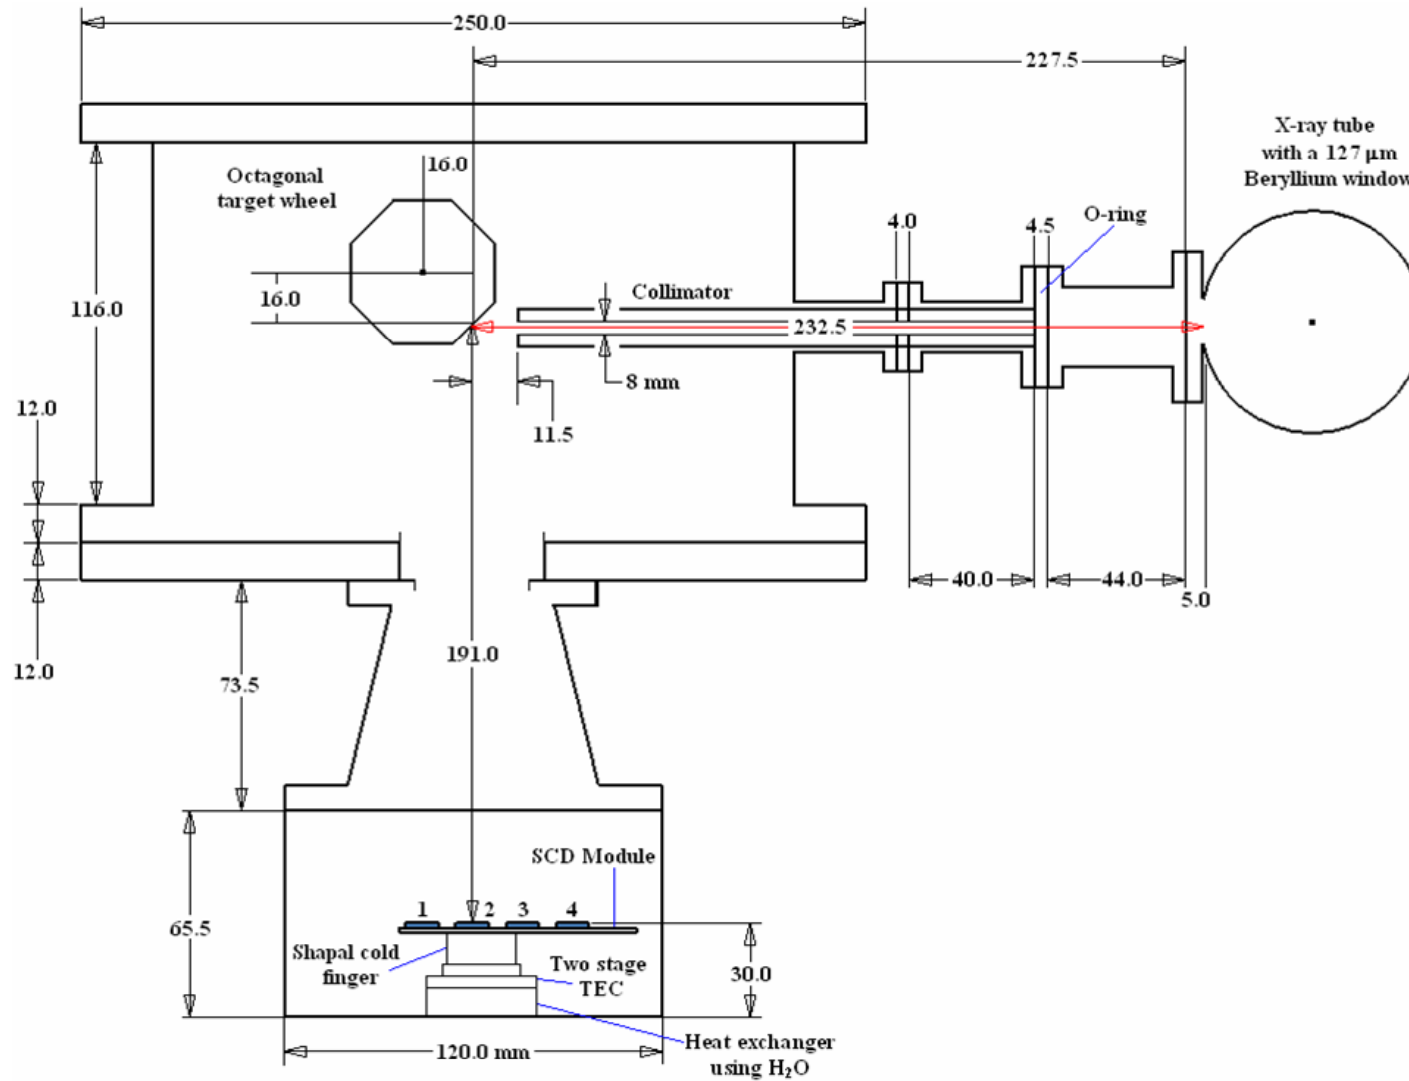 250.0
227.5
X-ray tube
with a 127 μm
Beryllium window
16.0
Octagonal
target wheel
O-ring
4.0
4.5
Collimator
16.0
116.0
232.5
8 mm
12.0
11.5
40.0
44.0
5.0
191.0
12.0
73.5
SCD Module
1 2 3 4
65.5
Shapal cold
finger
Two stage
TEC
30.0
120.0 mm
Heat exchanger
using H₂O